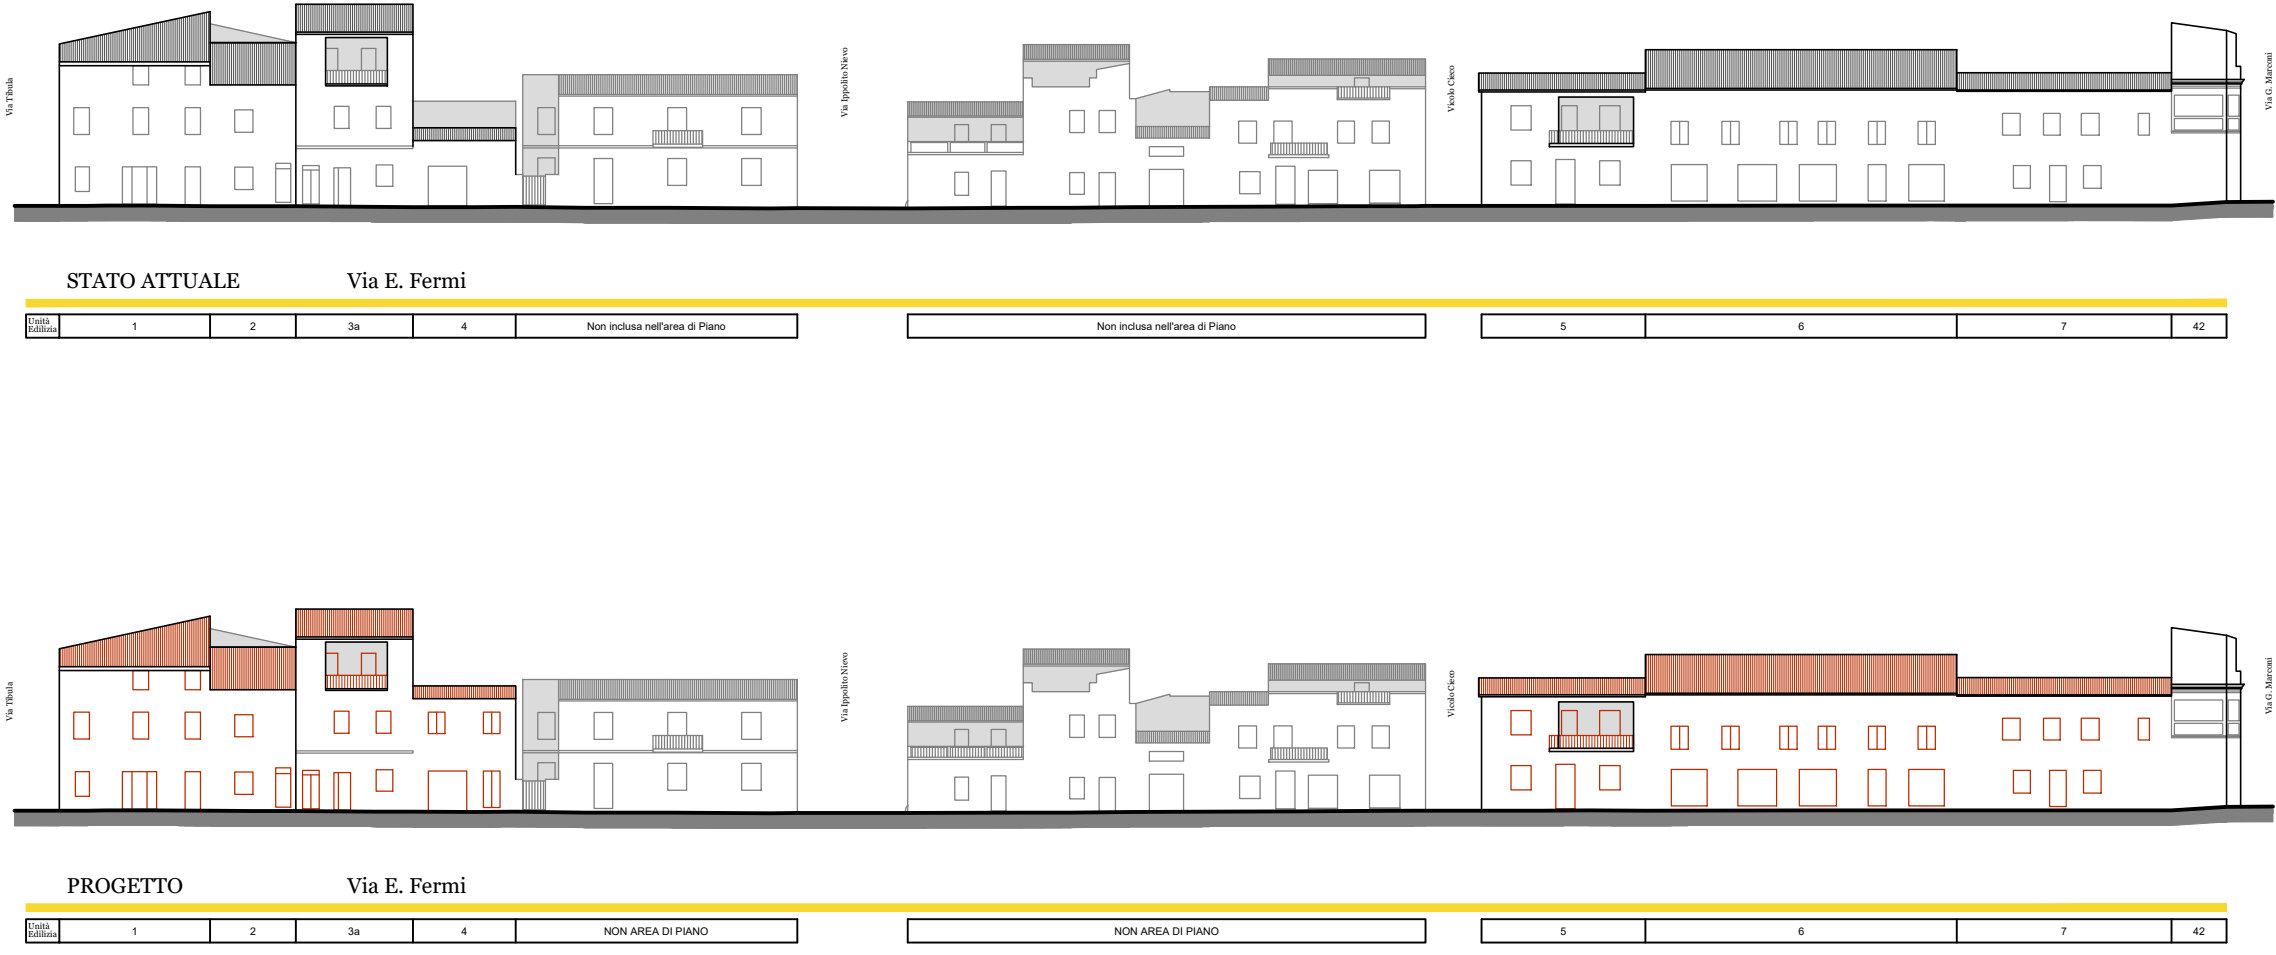 Via Tibula
Via Ippolito Nievo
Vicolo Cieco
Via G. Marconi
STATO ATTUALE Via E. Fermi
Unità
Edilizia
1 2 3a 4 Non inclusa nell'area di Piano Non inclusa nell'area di Piano 5 6 7 42
Via Tibula
Via Ippolito Nievo
Vicolo Cieco
Via G. Marconi
PROGETTO Via E. Fermi
Unità
Edilizia
1 2 3a 4 NON AREA DI PIANO NON AREA DI PIANO 5 6 7 42